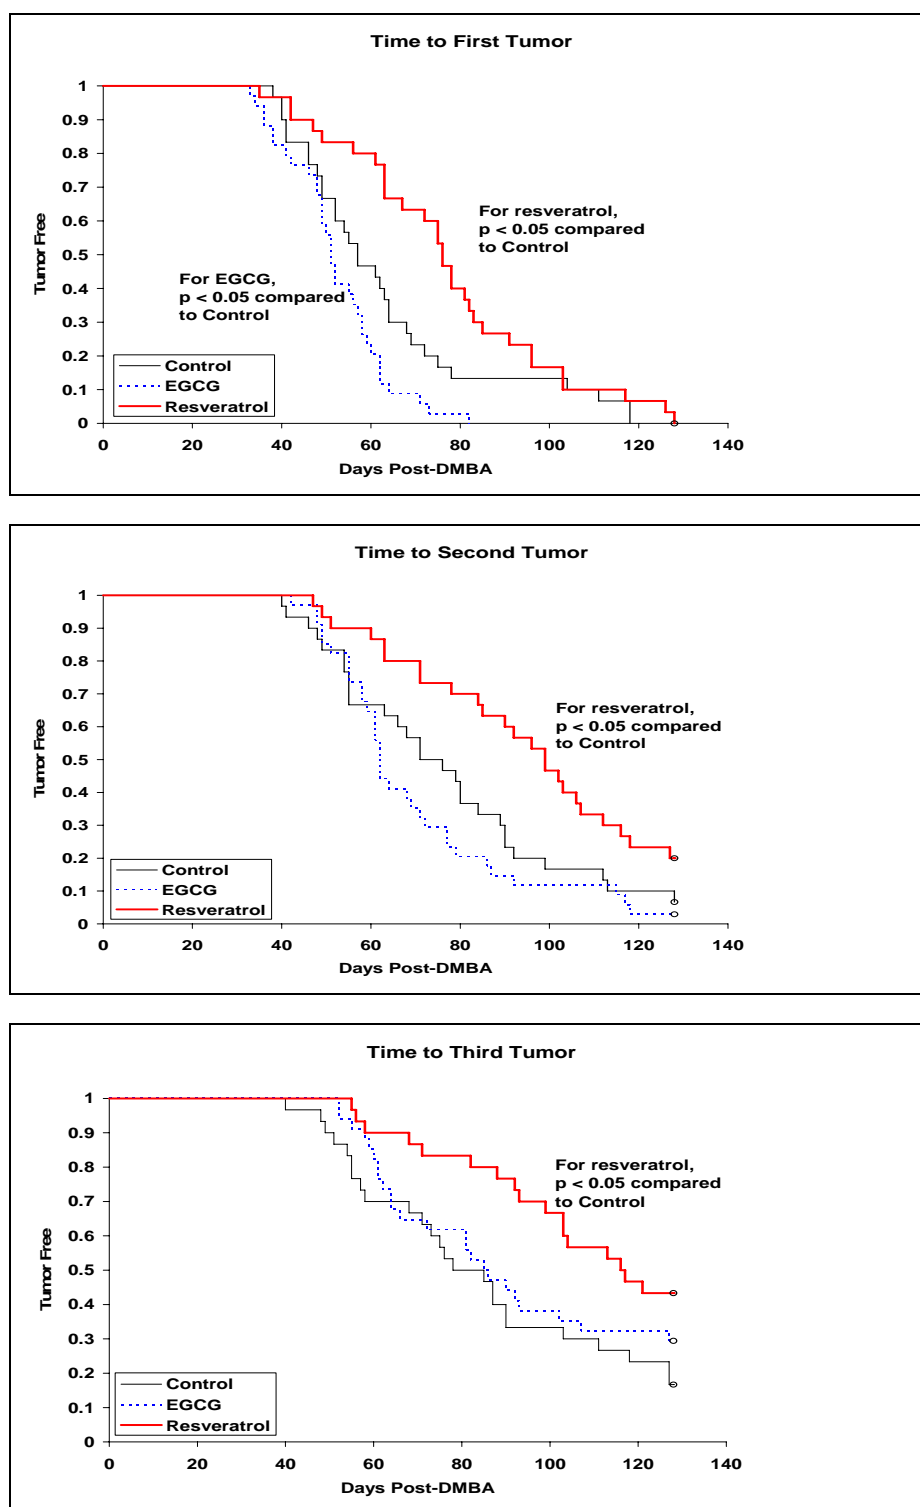 Time to First Tumor
1
0.9
0.8
0.7
0.6
0.5
0.4
0.3
0.2
0.1
0
Tumor Free
For resveratrol,
p < 0.05 compared
to Control
For EGCG,
p < 0.05 compared
to Control
Control
EGCG
Resveratrol
0 20 40 60 80 100 120 140
Days Post-DMBA
Time to Second Tumor
1
0.9
0.8
0.7
0.6
0.5
0.4
0.3
0.2
0.1
0
Tumor Free
For resveratrol,
p < 0.05 compared
to Control
Control
EGCG
Resveratrol
0 20 40 60 80 100 120 140
Days Post-DMBA
Time to Third Tumor
1
0.9
0.8
0.7
0.6
0.5
0.4
0.3
0.2
0.1
0
Tumor Free
For resveratrol,
p < 0.05 compared
to Control
Control
EGCG
Resveratrol
0 20 40 60 80 100 120 140
Days Post-DMBA